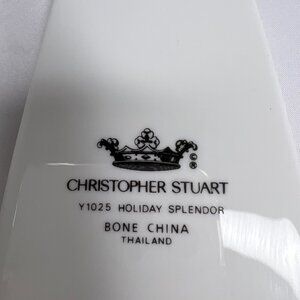 ©®
CHRISTOPHER STUART
Y1025 HOLIDAY SPLENDOR
BONE CHINA
THAILAND